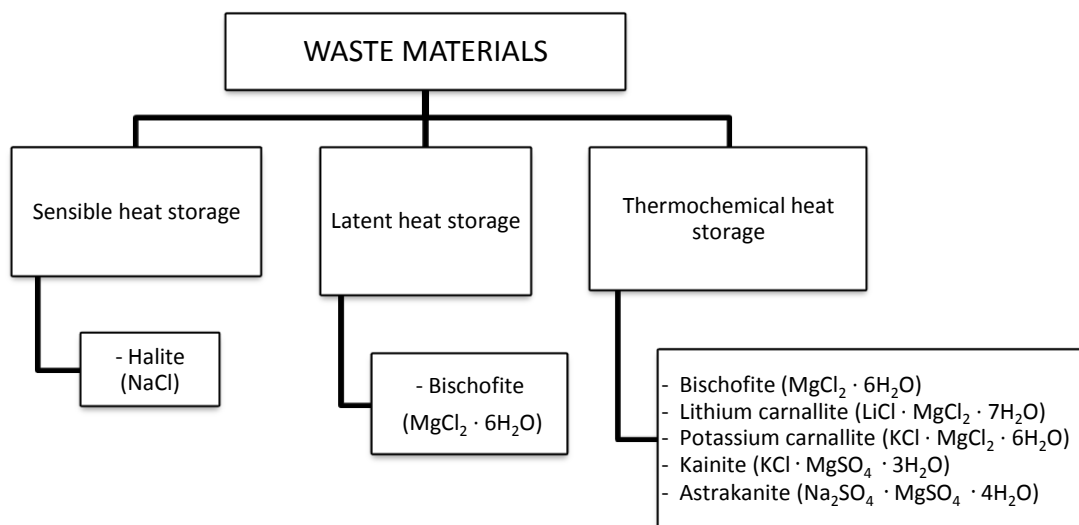 WASTE MATERIALS
Sensible heat storage
Latent heat storage
Thermochemical heat
storage
- Halite
(NaCl)
- Bischofite
(MgCl₂ · 6H₂O)
- Bischofite (MgCl₂ · 6H₂O)
- Lithium carnallite (LiCl · MgCl₂ · 7H₂O)
- Potassium carnallite (KCl · MgCl₂ · 6H₂O)
- Kainite (KCl · MgSO₄ · 3H₂O)
- Astrakanite (Na₂SO₄ · MgSO₄ · 4H₂O)